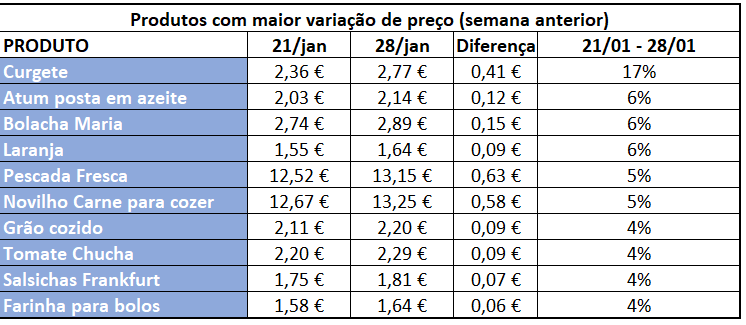 Produtos com maior variação de preço (semana anterior)
PRODUTO 21/jan 28/jan Diferença 21/01 - 28/01
Curgete 2,36 € 2,77 € 0,41 € 17%
Atum posta em azeite 2,03 € 2,14 € 0,12 € 6%
Bolacha Maria 2,74 € 2,89 € 0,15 € 6%
Laranja 1,55 € 1,64 € 0,09 € 6%
Pescada Fresca 12,52 € 13,15 € 0,63 € 5%
Novilho Carne para cozer 12,67 € 13,25 € 0,58 € 5%
Grão cozido 2,11 € 2,20 € 0,09 € 4%
Tomate Chucha 2,20 € 2,29 € 0,09 € 4%
Salsichas Frankfurt 1,75 € 1,81 € 0,07 € 4%
Farinha para bolos 1,58 € 1,64 € 0,06 € 4%